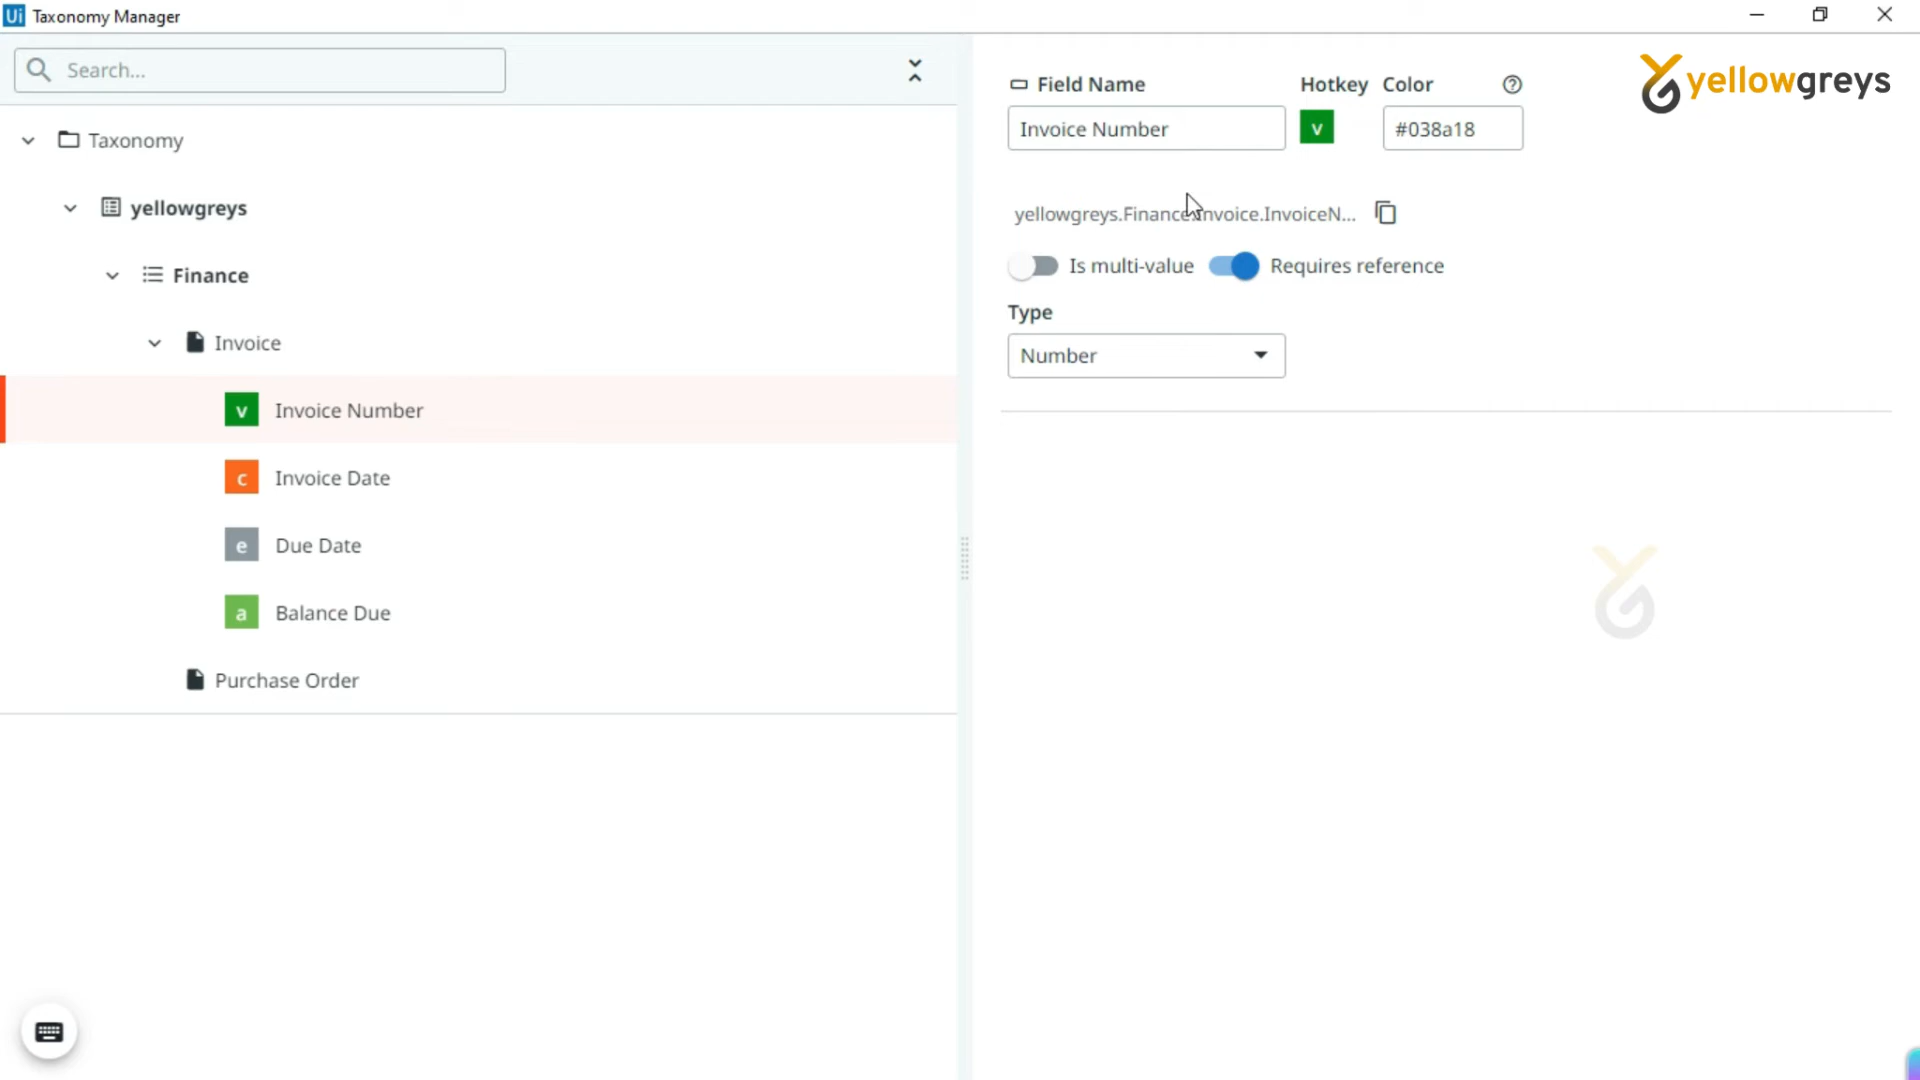 Ui Taxonomy Manager
Search...
Taxonomy
yellowgreys
Finance
Invoice
v Invoice Number
c Invoice Date
e Due Date
a Balance Due
Purchase Order
Field Name Hotkey Color
Invoice Number v #038a18
yellowgreys.Finance.Invoice.InvoiceN...
Is multi-value Requires reference
Type
Number
yellowgreys